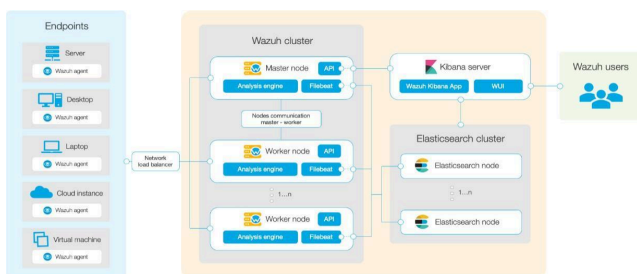 Endpoints
Server
Wazuh agent
Desktop
Wazuh agent
Laptop
Wazuh agent
Cloud instance
Wazuh agent
Virtual machine
Wazuh agent
Network
load balancer
Wazuh cluster
Master node
API
Analysis engine
Filebeat
Nodes communication
master - worker
Worker node
API
Analysis engine
Filebeat
1...n
Worker node
API
Analysis engine
Filebeat
Kibana server
Wazuh Kibana App
WUI
Elasticsearch cluster
Elasticsearch node
1...n
Elasticsearch node
Wazuh users